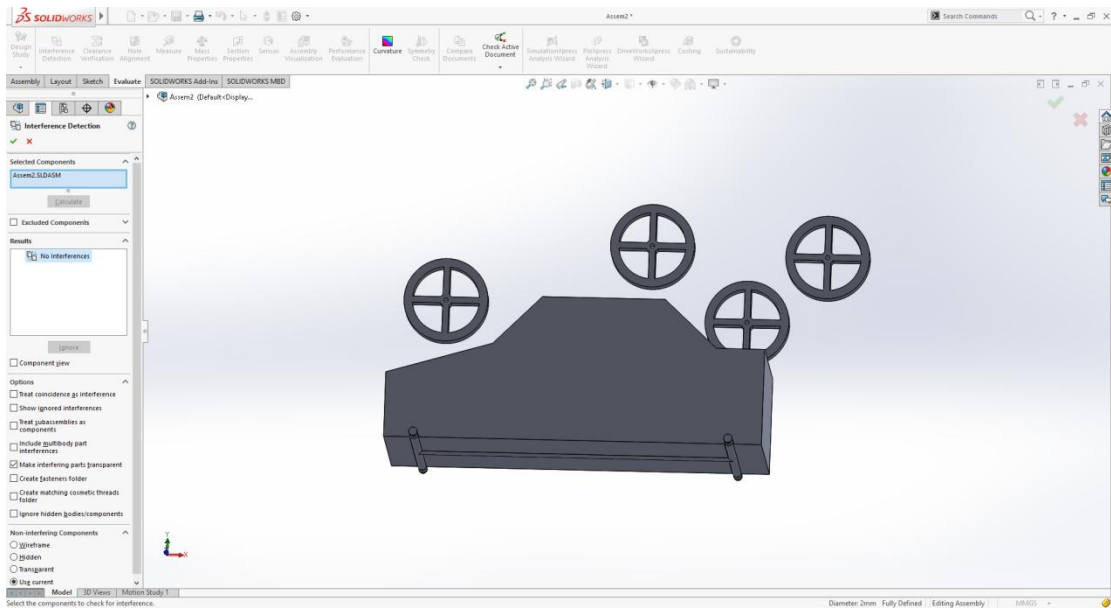 SOLIDWORKS
Assem2 *
Search Commands
Design Study
Interference Detection
Clearance Verification
Hole Alignment
Measure
Mass Properties
Section Properties
Sensor
Assembly Visualization
Performance Evaluation
Curvature
Symmetry Check
Compare Documents
Check Active Document
SimulationXpress Analysis Wizard
FloXpress Analysis Wizard
DriveWorksXpress Wizard
Costing
Sustainability
Assembly
Layout
Sketch
Evaluate
SOLIDWORKS Add-Ins
SOLIDWORKS MBD
Assem2 (Default<Display...
Interference Detection
Selected Components
Assem2.SLDASM
Calculate
Excluded Components
Results
No Interferences
Ignore
Component view
Options
Treat coincidence as interference
Show ignored interferences
Treat subassemblies as
components
Include multibody part
interferences
Make interfering parts transparent
Create fasteners folder
Create matching cosmetic threads
folder
Ignore hidden bodies/components
Non-interfering Components
Wireframe
Hidden
Transparent
Use current
Y
X
Model
3D Views
Motion Study 1
Select the components to check for interference.
Diameter: 2mm
Fully Defined
Editing Assembly
MMGS